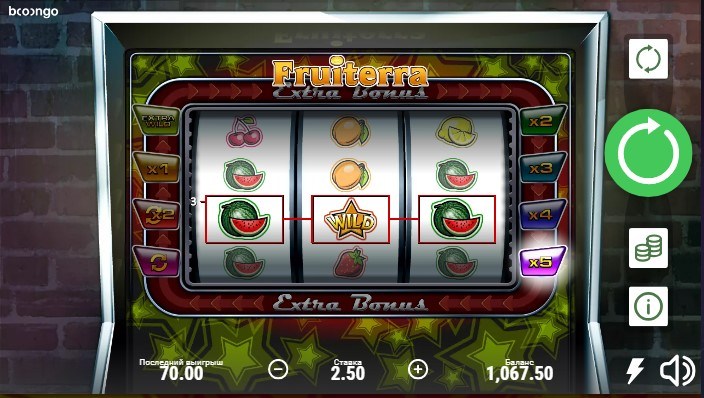 booongo
Fruiterra
Extra Bonus
EXTRA
WILD
x2
x1
x3
3
x2
WILD
x4
x5
Extra Bonus
Последний выигрыш
Ставка
Баланс
70.00
2.50
1,067.50